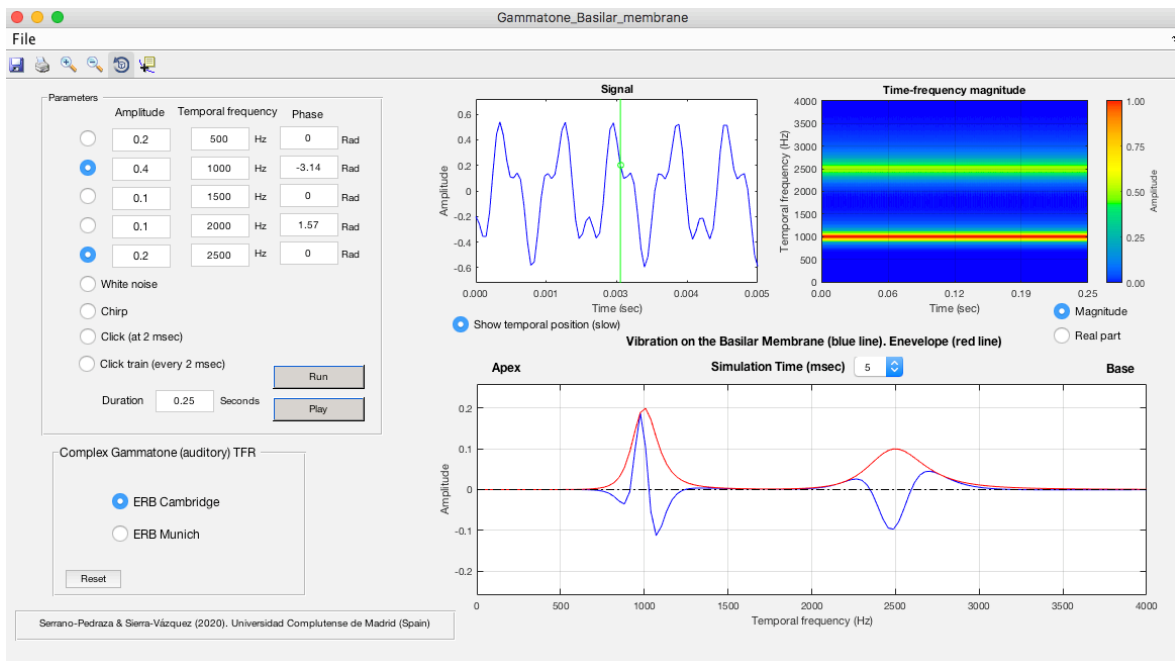 Gammatone_Basilar_membrane
File
Parameters
Amplitude Temporal frequency Phase
0.2 500 Hz 0 Rad
0.4 1000 Hz -3.14 Rad
0.1 1500 Hz 0 Rad
0.1 2000 Hz 1.57 Rad
0.2 2500 Hz 0 Rad
White noise
Chirp
Click (at 2 msec)
Click train (every 2 msec)
Run
Duration 0.25 Seconds
Play
Complex Gammatone (auditory) TFR
ERB Cambridge
ERB Munich
Reset
Serrano-Pedraza & Sierra-Vázquez (2020). Universidad Complutense de Madrid (Spain)
Signal
Amplitude
0.6
0.4
0.2
0
-0.2
-0.4
-0.6
0.000 0.001 0.003 0.004 0.005
Time (sec)
Show temporal position (slow)
Time-frequency magnitude
Temporal frequency (Hz)
4000
3500
3000
2500
2000
1500
1000
500
0
0.00 0.06 0.12 0.19 0.25
Time (sec)
1.00
0.75
0.50
0.25
0.00
Amplitude
Magnitude
Real part
Vibration on the Basilar Membrane (blue line). Enevelope (red line)
Apex Simulation Time (msec) 5 Base
Amplitude
0.2
0.1
0
-0.1
-0.2
0 500 1000 1500 2000 2500 3000 3500 4000
Temporal frequency (Hz)